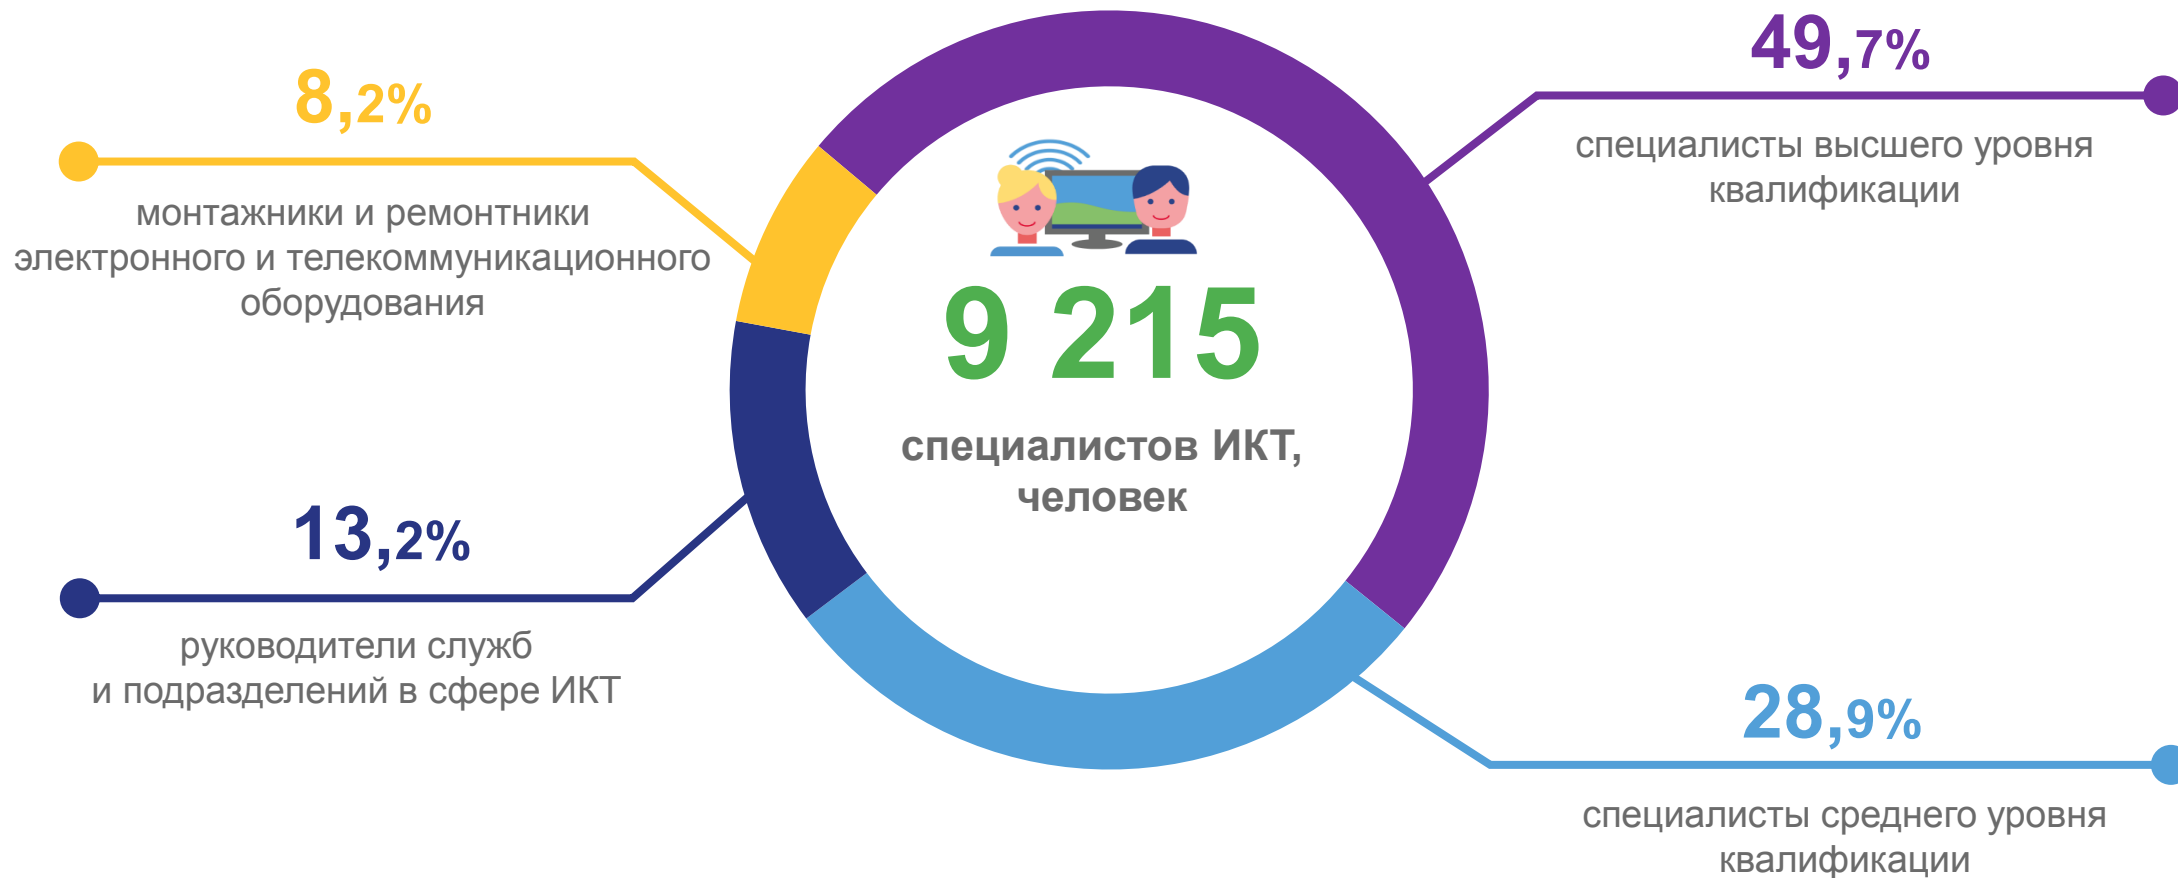 49,7%
специалисты высшего уровня
квалификации
8,2%
монтажники и ремонтники
электронного и телекоммуникационного
оборудования
9 215
специалистов ИКТ,
человек
13,2%
руководители служб
и подразделений в сфере ИКТ
28,9%
специалисты среднего уровня
квалификации